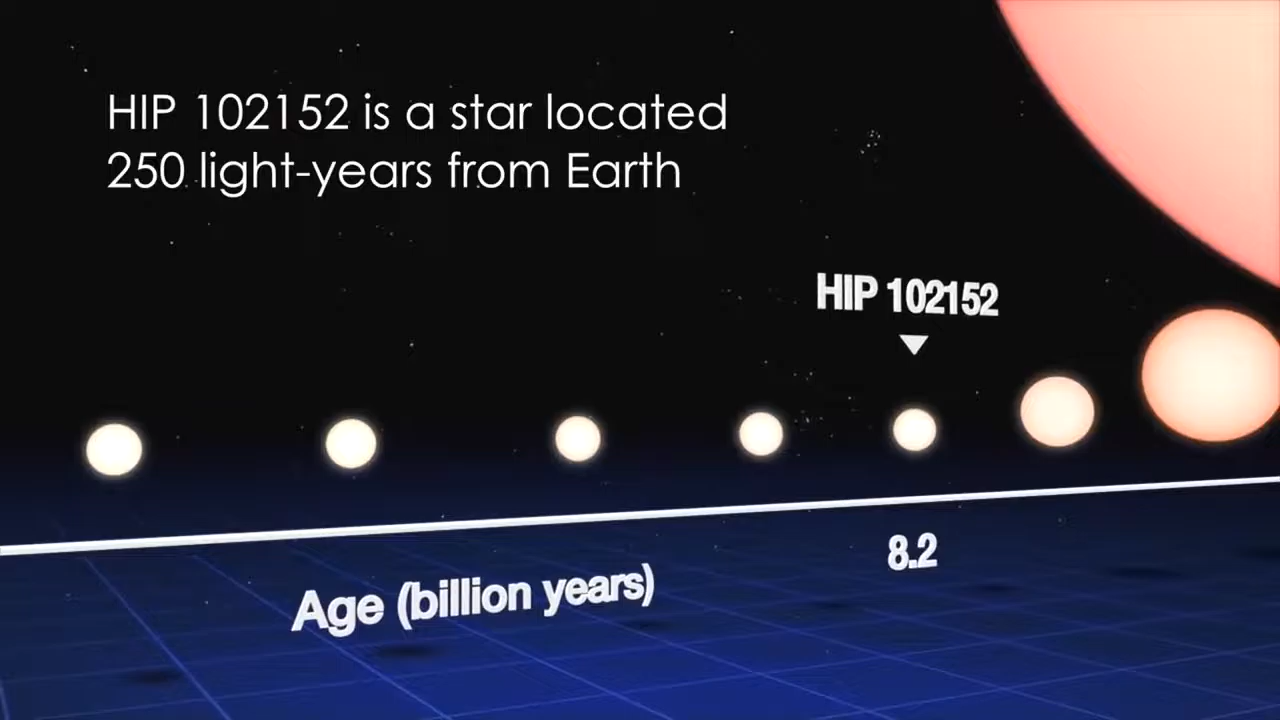 HIP 102152 is a star located
250 light-years from Earth
HIP 102152
8.2
Age (billion years)